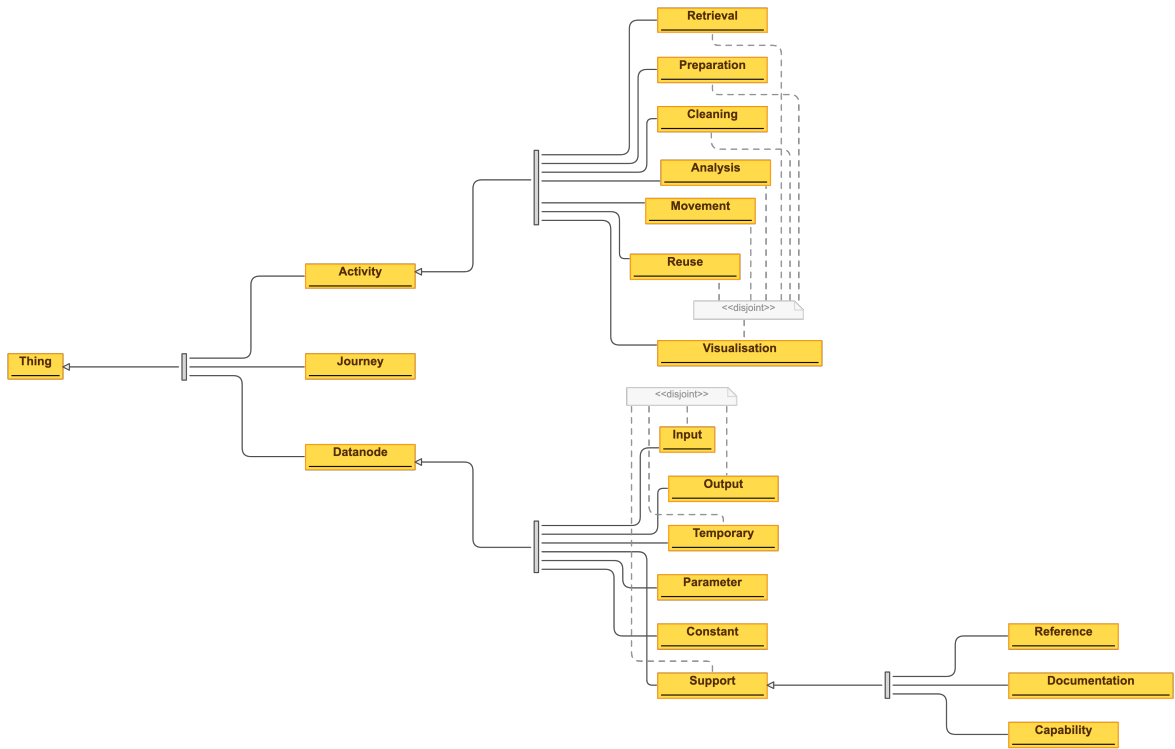 Retrieval
Preparation
Cleaning
Analysis
Movement
Reuse
Activity
<<disjoint>>
Visualisation
Thing
Journey
<<disjoint>>
Input
Datanode
Output
Temporary
Parameter
Constant
Reference
Support
Documentation
Capability